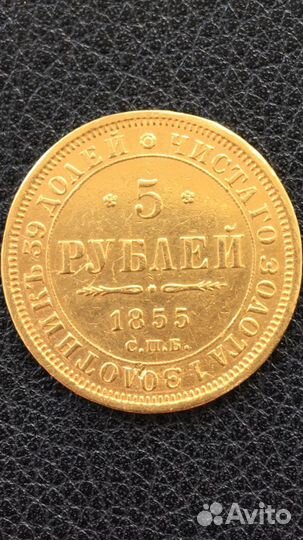 ЧИСТАГО ЗОЛОТА 1 ЗОЛОТНИКЪ 39 ДОЛЕЙ
5
РУБЛЕЙ
1855
С.П.Б.
Avito